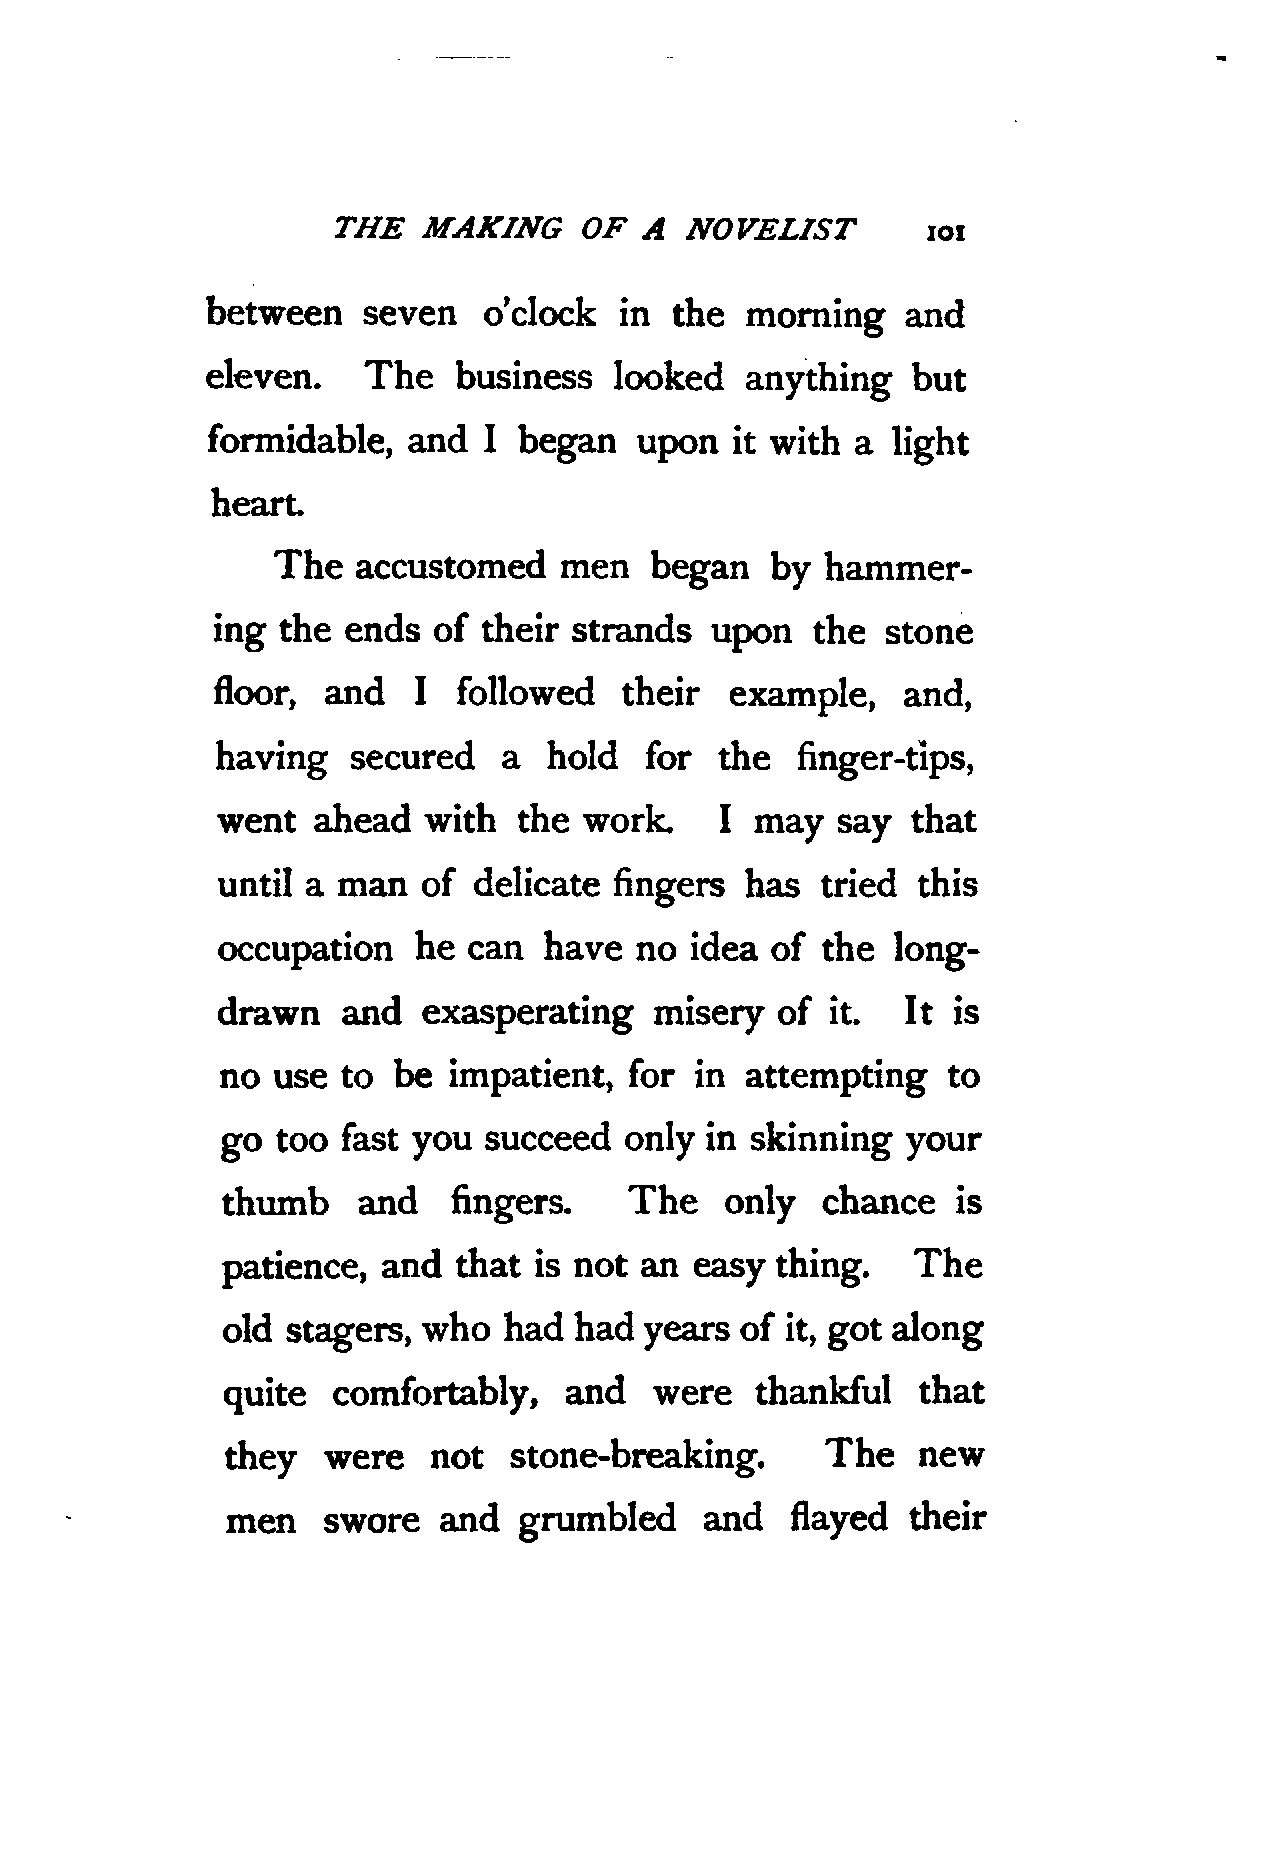 THE MAKING OF A NOVELIST 101
between seven o'clock in the morning and
eleven. The business looked anything but
formidable, and I began upon it with a light
heart.
The accustomed men began by hammer-
ing the ends of their strands upon the stone
floor, and I followed their example, and,
having secured a hold for the finger-tips,
went ahead with the work. I may say that
until a man of delicate fingers has tried this
occupation he can have no idea of the long-
drawn and exasperating misery of it. It is
no use to be impatient, for in attempting to
go too fast you succeed only in skinning your
thumb and fingers. The only chance is
patience, and that is not an easy thing. The
old stagers, who had had years of it, got along
quite comfortably, and were thankful that
they were not stone-breaking. The new
men swore and grumbled and flayed their